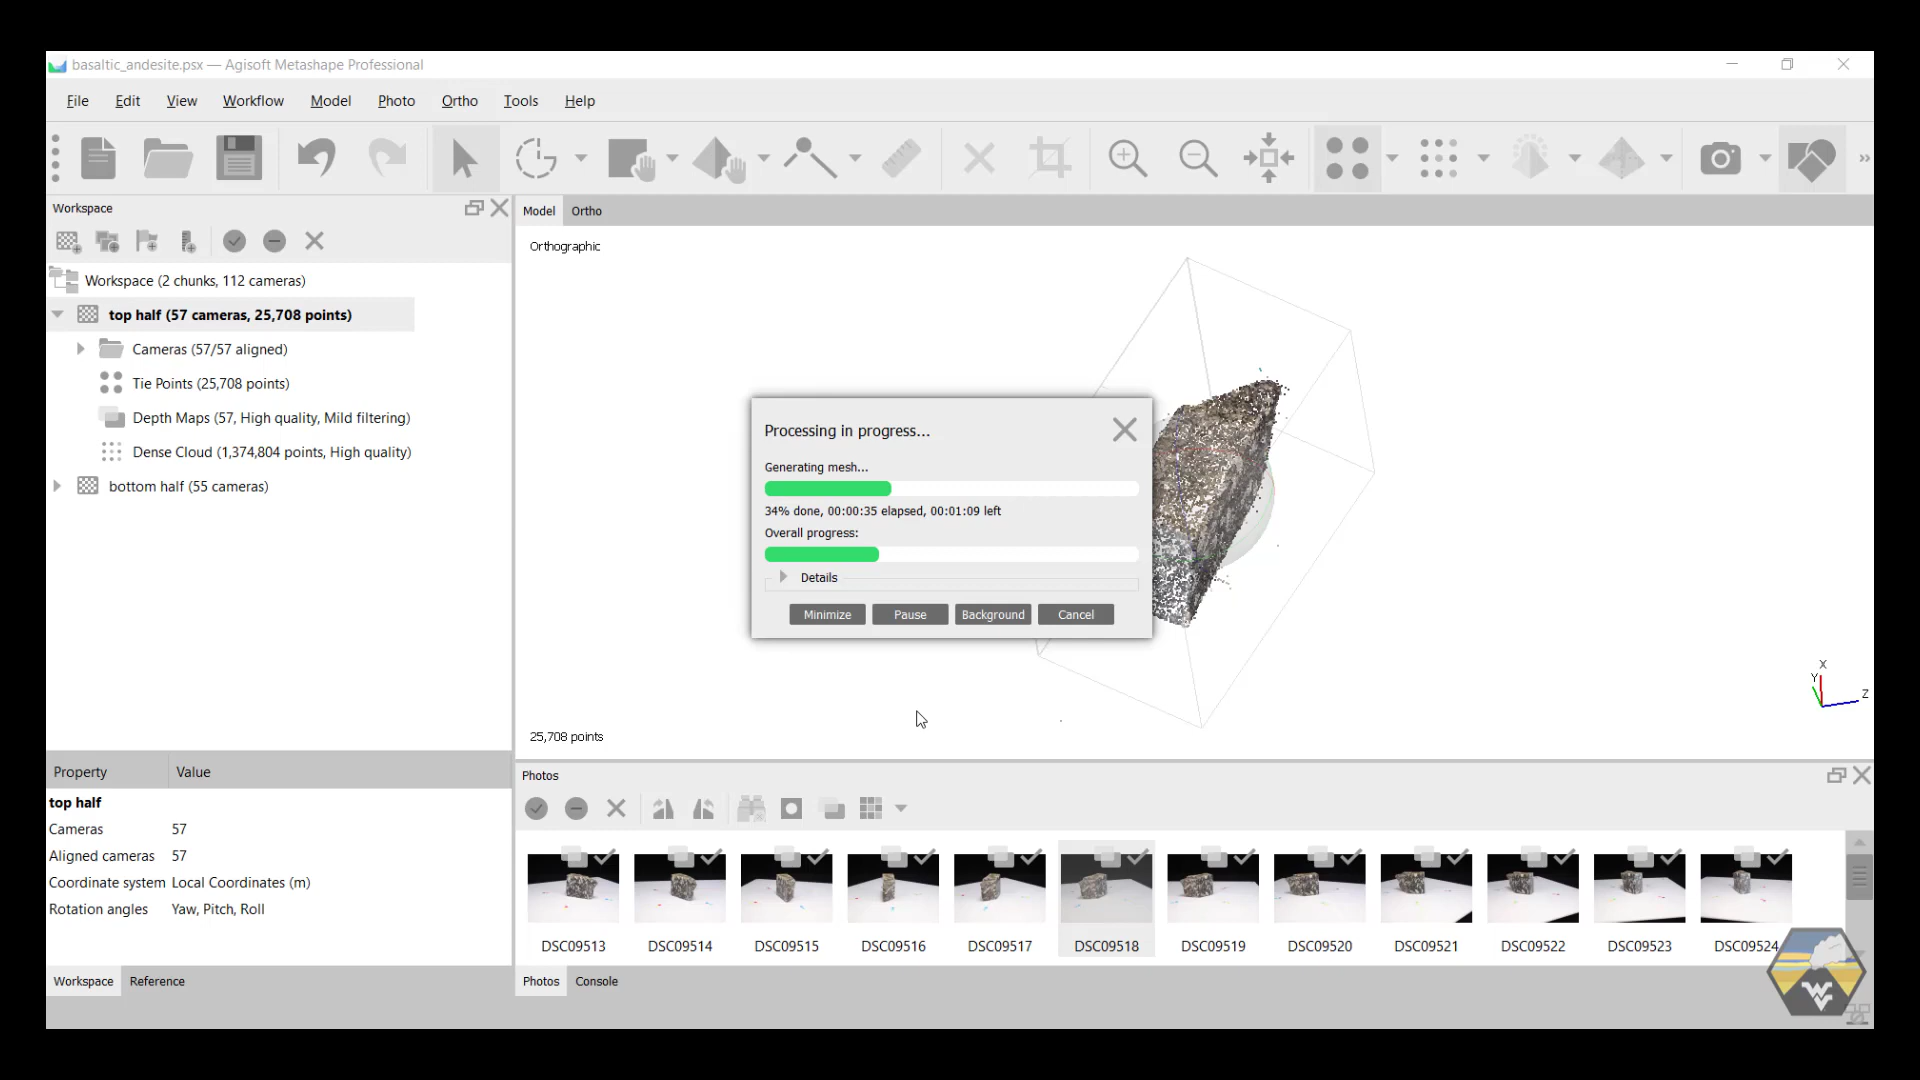 basaltic_andesite.psx — Agisoft Metashape Professional
File Edit View Workflow Model Photo Ortho Tools Help
Workspace
Workspace (2 chunks, 112 cameras)
top half (57 cameras, 25,708 points)
Cameras (57/57 aligned)
Tie Points (25,708 points)
Depth Maps (57, High quality, Mild filtering)
Dense Cloud (1,374,804 points, High quality)
bottom half (55 cameras)
Property Value
top half
Cameras 57
Aligned cameras 57
Coordinate system Local Coordinates (m)
Rotation angles Yaw, Pitch, Roll
Workspace Reference
Model Ortho
Orthographic
Processing in progress...
Generating mesh...
34% done, 00:00:35 elapsed, 00:01:09 left
Overall progress:
Details
Minimize Pause Background Cancel
X
Y
Z
25,708 points
Photos
DSC09513 DSC09514 DSC09515 DSC09516 DSC09517 DSC09518 DSC09519 DSC09520 DSC09521 DSC09522 DSC09523 DSC09524
Photos Console
WV